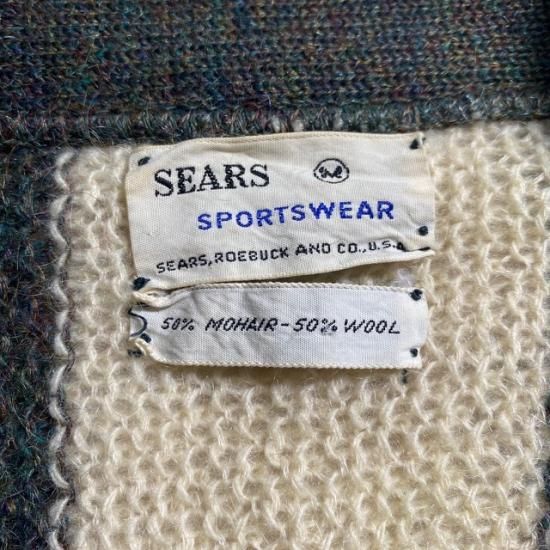 SEARS
SPORTSWEAR
SEARS, ROEBUCK AND CO., U.S.A
50% MOHAIR - 50% WOOL